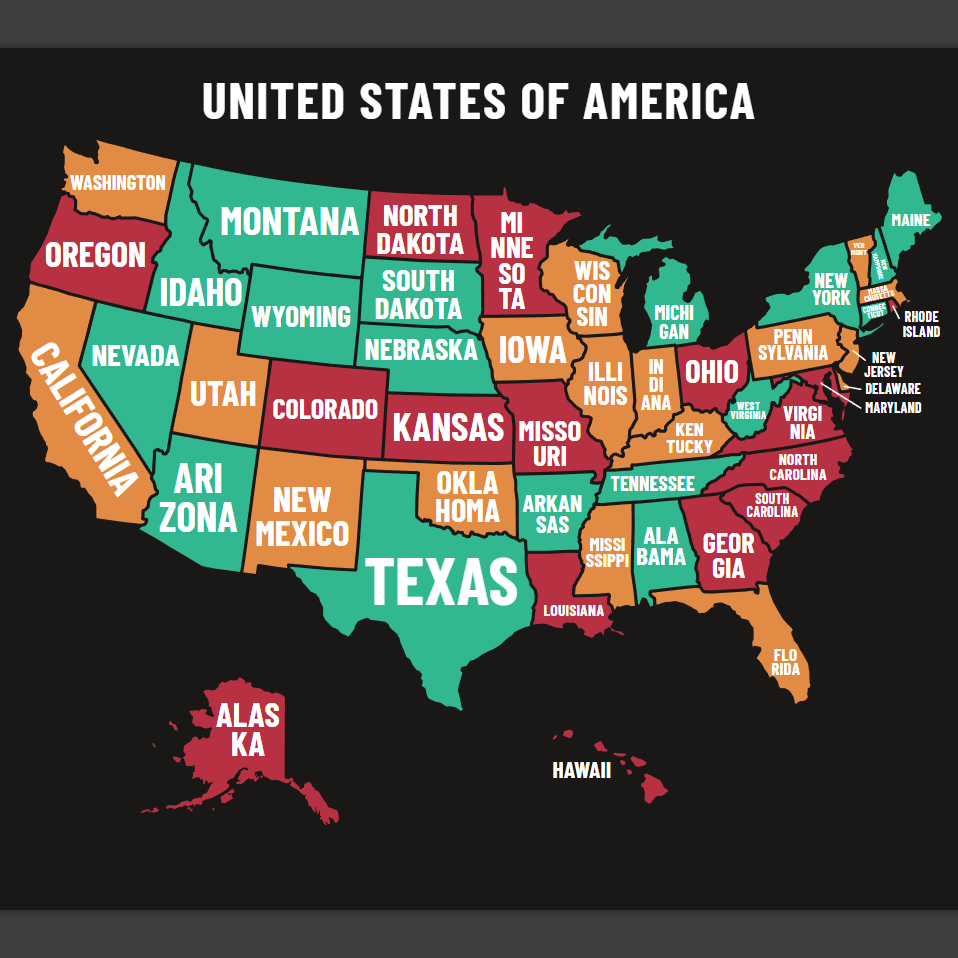 UNITED STATES OF AMERICA
WASHINGTON
OREGON
CALIFORNIA
NEVADA
IDAHO
MONTANA
WYOMING
UTAH
COLORADO
ARI
ZONA
NEW
MEXICO
NORTH
DAKOTA
SOUTH
DAKOTA
NEBRASKA
KANSAS
OKLA
HOMA
TEXAS
MI
NNE
SO
TA
IOWA
MISSO
URI
ARKAN
SAS
LOUISIANA
WIS
CON
SIN
ILLI
NOIS
MICHI
GAN
IN
DI
ANA
OHIO
KEN
TUCKY
TENNESSEE
MISSI
SSIPPI
ALA
BAMA
GEOR
GIA
FLO
RIDA
SOUTH
CAROLINA
NORTH
CAROLINA
VIRGI
NIA
WEST
VIRGINIA
PENN
SYLVANIA
NEW
YORK
VER
MONT
NEW
HAMPSHIRE
MAINE
MASSA
CHUSETTS
CONNEC
TICUT
RHODE
ISLAND
NEW
JERSEY
DELAWARE
MARYLAND
ALAS
KA
HAWAII